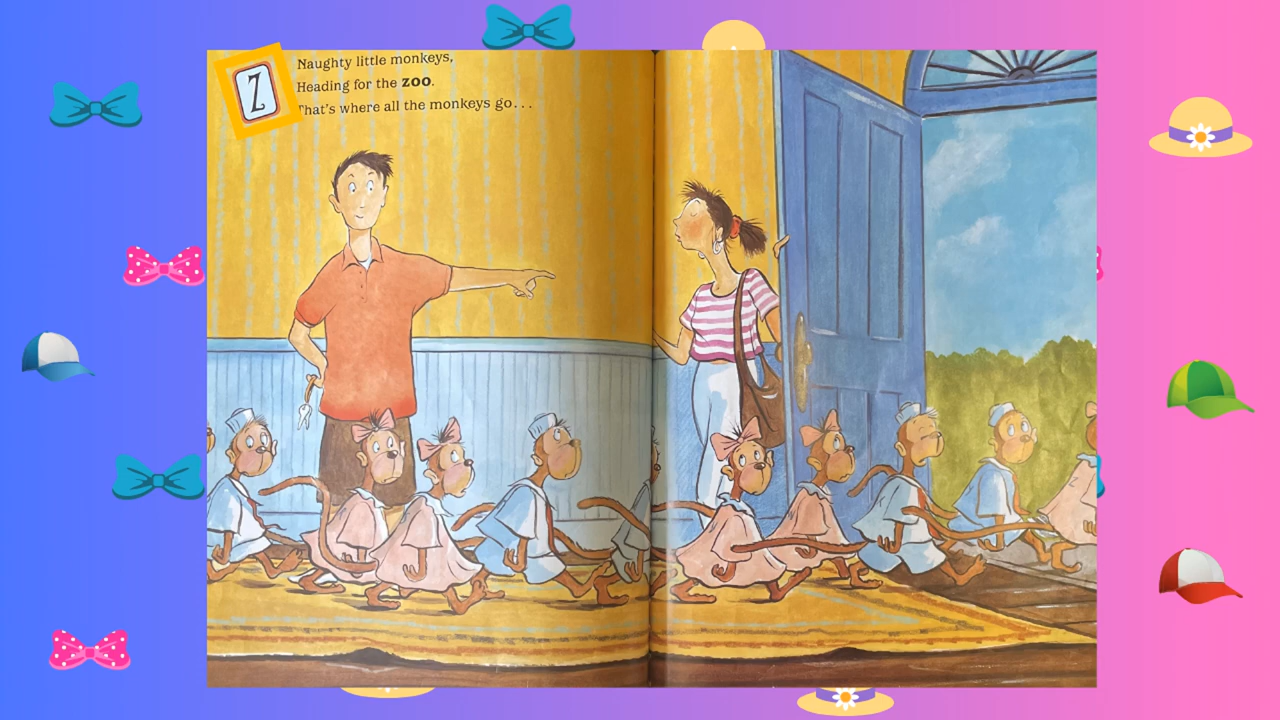 Z
Naughty little monkeys,
Heading for the zoo.
That's where all the monkeys go...